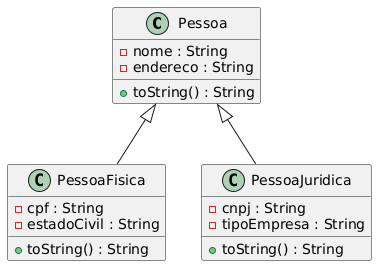 C Pessoa
nome : String
endereco : String
toString() : String
C PessoaFisica
cpf : String
estadoCivil : String
toString() : String
C PessoaJuridica
cnpj : String
tipoEmpresa : String
toString() : String